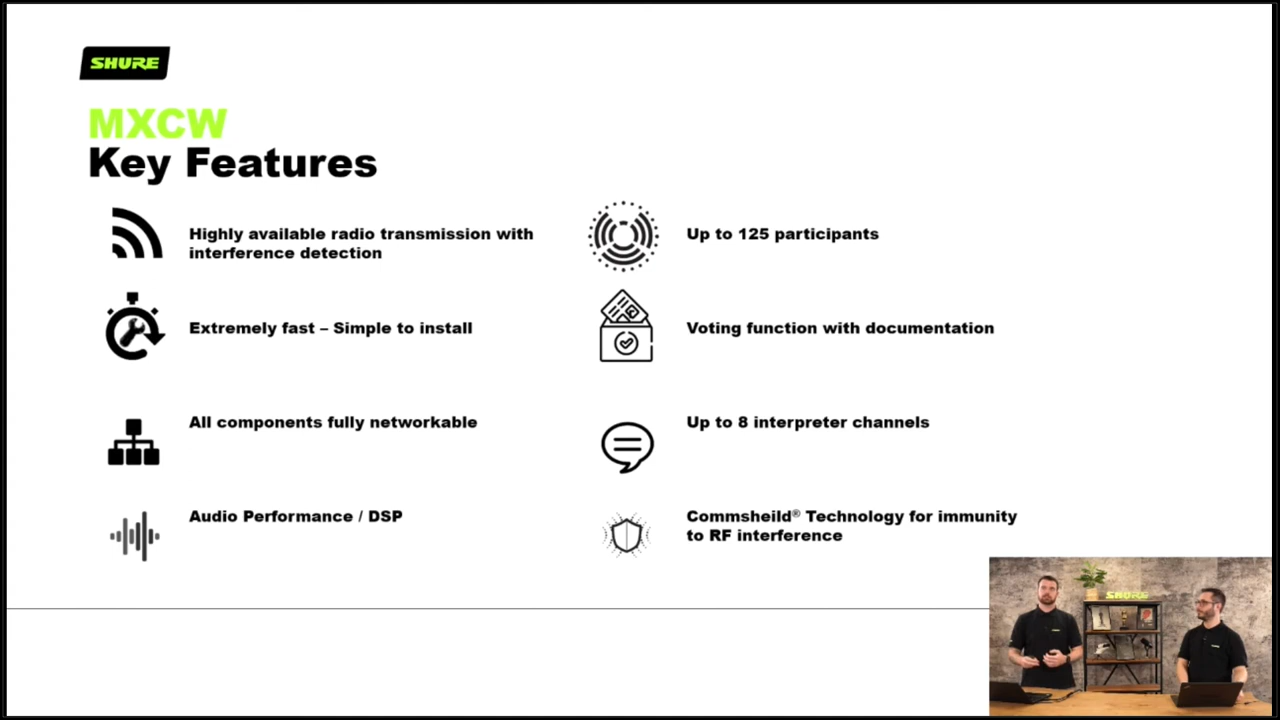 SHURE
MXCW
Key Features
Highly available radio transmission with
interference detection
Extremely fast – Simple to install
All components fully networkable
Audio Performance / DSP
Up to 125 participants
Voting function with documentation
Up to 8 interpreter channels
Commsheild® Technology for immunity
to RF interference
SHURE